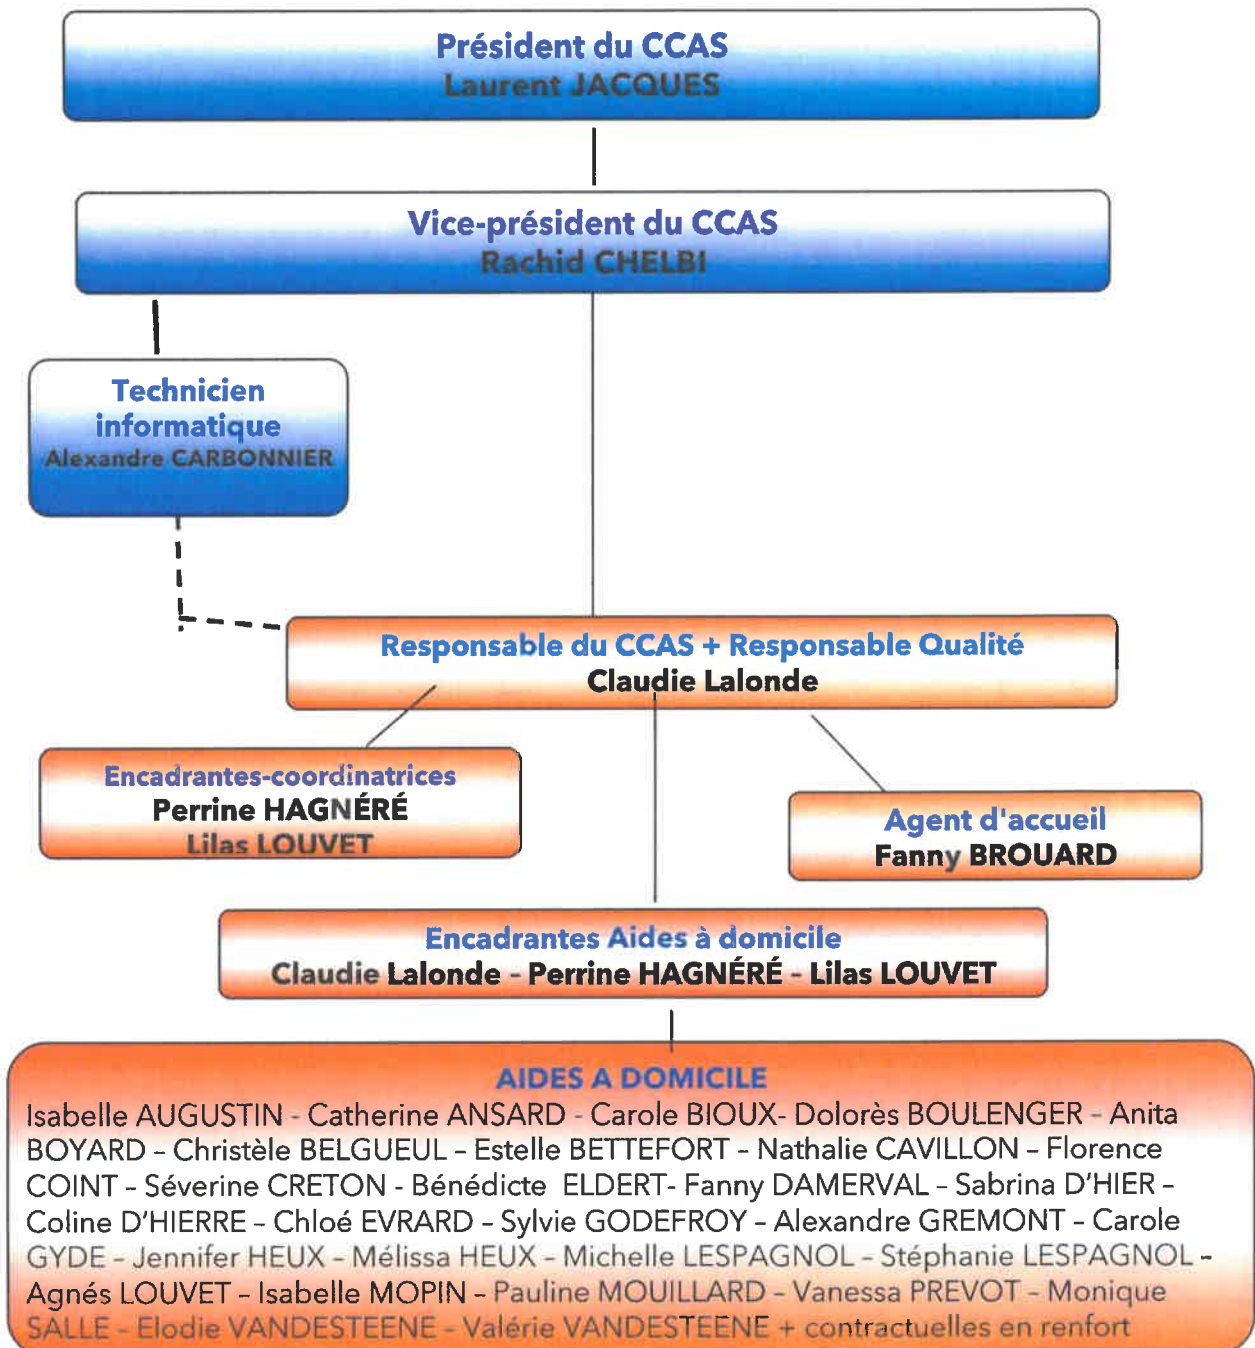 Président du CCAS
Laurent JACQUES
Vice-président du CCAS
Rachid CHELBI
Technicien
informatique
Alexandre CARBONNIER
Responsable du CCAS + Responsable Qualité
Claudie Lalonde
Encadrantes-coordinatrices
Perrine HAGNÉRÉ
Lilas LOUVET
Agent d'accueil
Fanny BROUARD
Encadrantes Aides à domicile
Claudie Lalonde - Perrine HAGNÉRÉ - Lilas LOUVET
AIDES A DOMICILE
Isabelle AUGUSTIN - Catherine ANSARD - Carole BIOUX- Dolorès BOULENGER - Anita
BOYARD – Christèle BELGUEUL – Estelle BETTEFORT – Nathalie CAVILLON – Florence
COINT – Séverine CRETON - Bénédicte ELDERT- Fanny DAMERVAL – Sabrina D'HIER –
Coline D'HIERRE – Chloé EVRARD – Sylvie GODEFROY – Alexandre GREMONT – Carole
GYDE – Jennifer HEUX – Mélissa HEUX – Michelle LESPAGNOL – Stéphanie LESPAGNOL –
Agnés LOUVET – Isabelle MOPIN – Pauline MOUILLARD – Vanessa PREVOT – Monique
SALLE – Elodie VANDESTEENE – Valérie VANDESTEENE + contractuelles en renfort